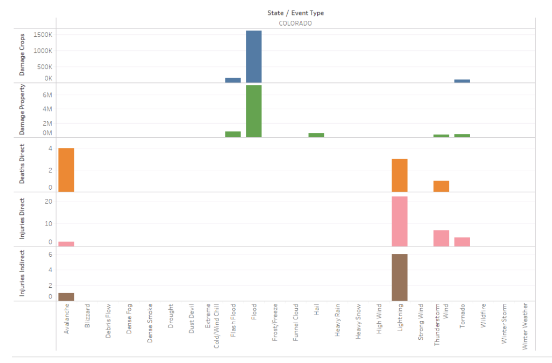 State / Event Type
COLORADO
Damage Crops
1500K
1000K
500K
0K
Damage Property
6M
4M
2M
0M
Deaths Direct
4
2
0
Injuries Direct
20
10
0
Injuries Indirect
6
4
2
0
Avalanche
Blizzard
Debris Flow
Dense Fog
Dense Smoke
Drought
Dust Devil
Extreme
Cold/Wind Chill
Flash Flood
Flood
Frost/Freeze
Funnel Cloud
Hail
Heavy Rain
Heavy Snow
High Wind
Lightning
Strong Wind
Thunderstorm
Wind
Tornado
Wildfire
Winter Storm
Winter Weather